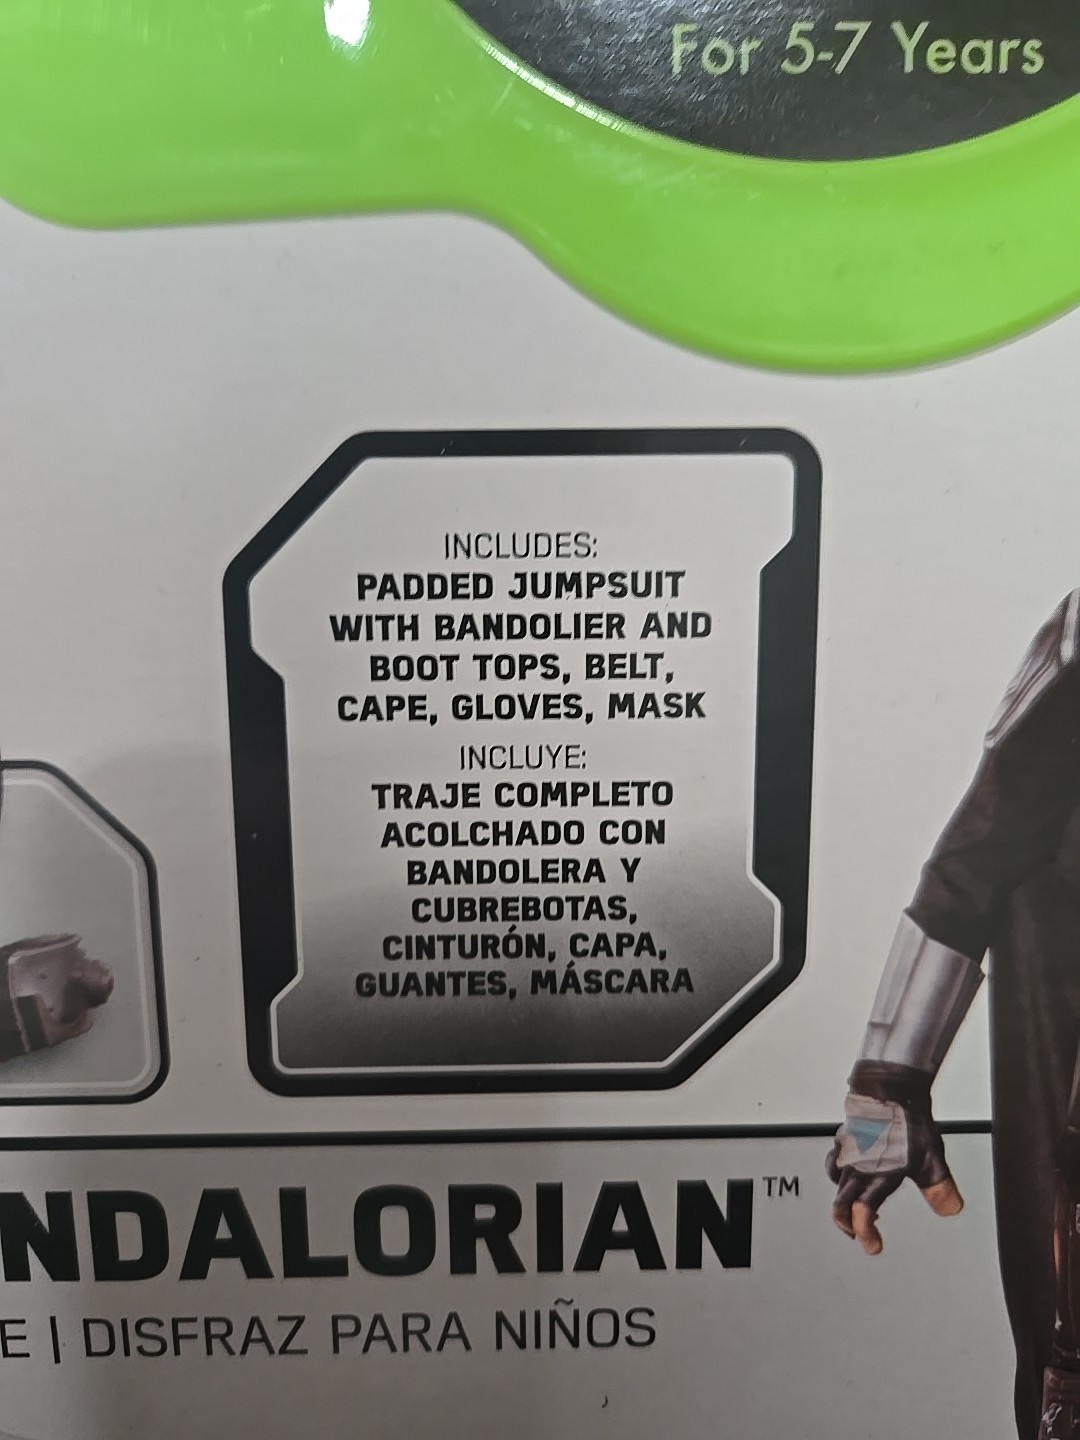 For 5-7 Years
INCLUDES:
PADDED JUMPSUIT
WITH BANDOLIER AND
BOOT TOPS, BELT,
CAPE, GLOVES, MASK
INCLUYE:
TRAJE COMPLETO
ACOLCHADO CON
BANDOLERA Y
CUBREBOTAS,
CINTURÓN, CAPA,
GUANTES, MÁSCARA
NDALORIAN™
E | DISFRAZ PARA NIÑOS